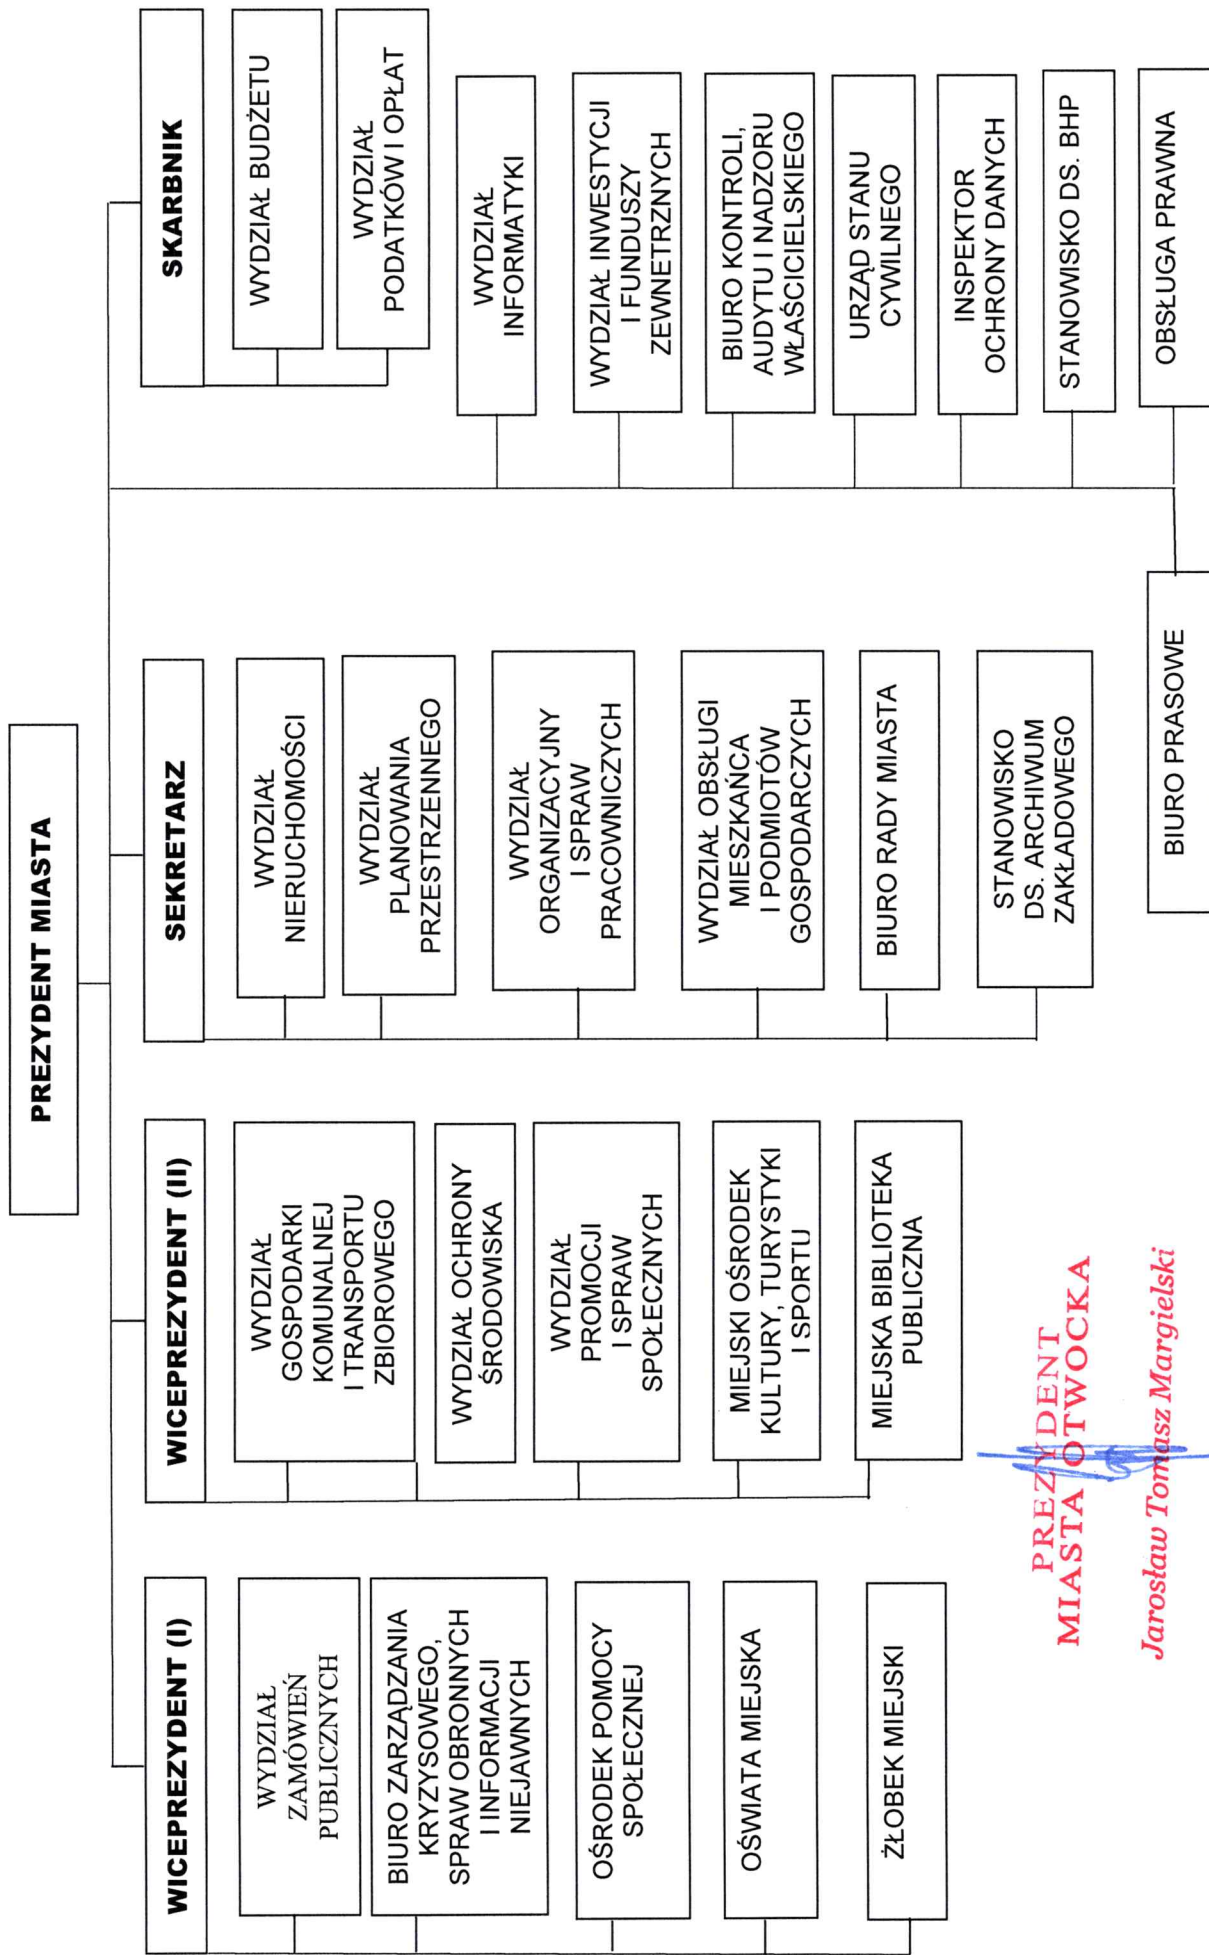 PREZYDENT MIASTA
WICEPREZYDENT (I)
WYDZIAŁ
ZAMÓWIEŃ
PUBLICZNYCH
BIURO ZARZĄDZANIA
KRYZYSOWEGO,
SPRAW OBRONNYCH
I INFORMACJI
NIEJAWNYCH
OŚRODEK POMOCY
SPOŁECZNEJ
OŚWIATA MIEJSKA
ŻŁOBEK MIEJSKI
WICEPREZYDENT (II)
WYDZIAŁ
GOSPODARKI
KOMUNALNEJ
I TRANSPORTU
ZBIOROWEGO
WYDZIAŁ OCHRONY
ŚRODOWISKA
WYDZIAŁ
PROMOCJI
I SPRAW
SPOŁECZNYCH
MIEJSKI OŚRODEK
KULTURY, TURYSTYKI
I SPORTU
MIEJSKA BIBLIOTEKA
PUBLICZNA
SEKRETARZ
WYDZIAŁ
NIERUCHOMOŚCI
WYDZIAŁ
PLANOWANIA
PRZESTRZENNEGO
WYDZIAŁ
ORGANIZACYJNY
I SPRAW
PRACOWNICZYCH
WYDZIAŁ OBSŁUGI
MIESZKAŃCA
I PODMIOTÓW
GOSPODARCZYCH
BIURO RADY MIASTA
STANOWISKO
DS. ARCHIWUM
ZAKŁADOWEGO
SKARBNIK
WYDZIAŁ BUDŻETU
WYDZIAŁ
PODATKÓW I OPŁAT
WYDZIAŁ
INFORMATYKI
WYDZIAŁ INWESTYCJI
I FUNDUSZY
ZEWNETRZNYCH
BIURO KONTROLI,
AUDYTU I NADZORU
WŁAŚCICIELSKIEGO
URZĄD STANU
CYWILNEGO
INSPEKTOR
OCHRONY DANYCH
STANOWISKO DS. BHP
OBSŁUGA PRAWNA
BIURO PRASOWE
PREZYDENT
MIASTA OTWOCKA
Jarosław Tomasz Margielski